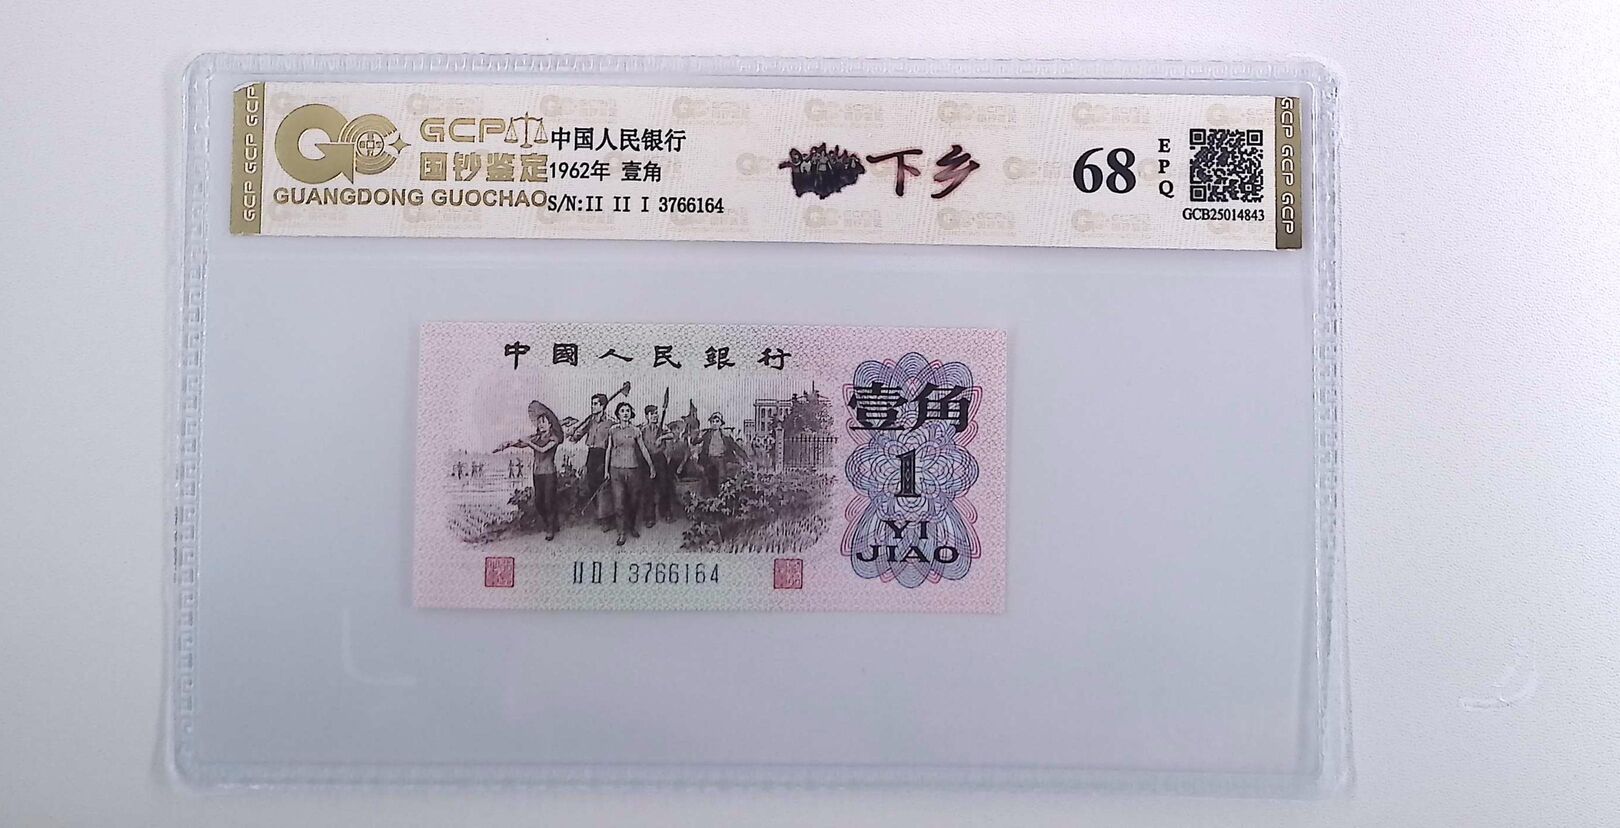 GCP
国钞鉴定
GUANGDONG GUOCHAO
中国人民银行
1962年 壹角
S/N:II II I 3766164
下乡
68
EPQ
GCB25014843
GCP GCP GCP
GCP GCP GCP
中國人民銀行
壹角
1
YI
JIAO
II II I 3766164